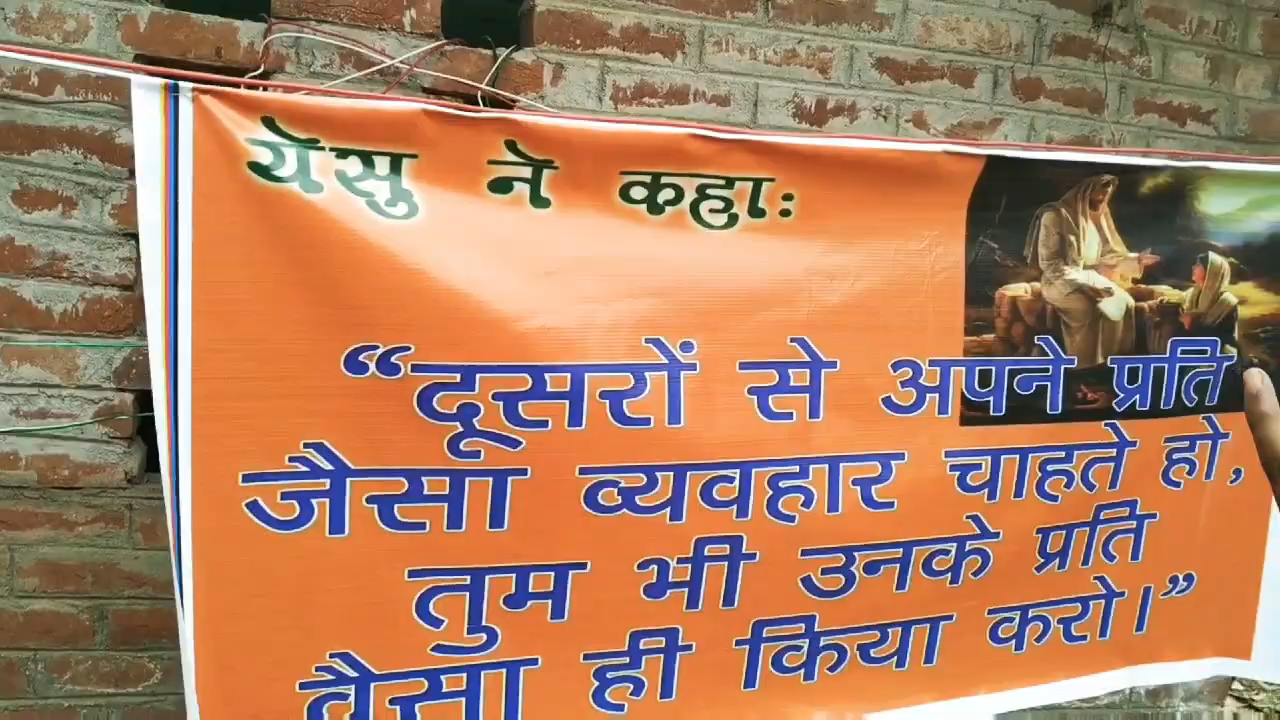 येसु ने कहाः
“दूसरों से अपने प्रति
जैसा व्यवहार चाहते हो,
तुम भी उनके प्रति
वैसा ही किया करो।”